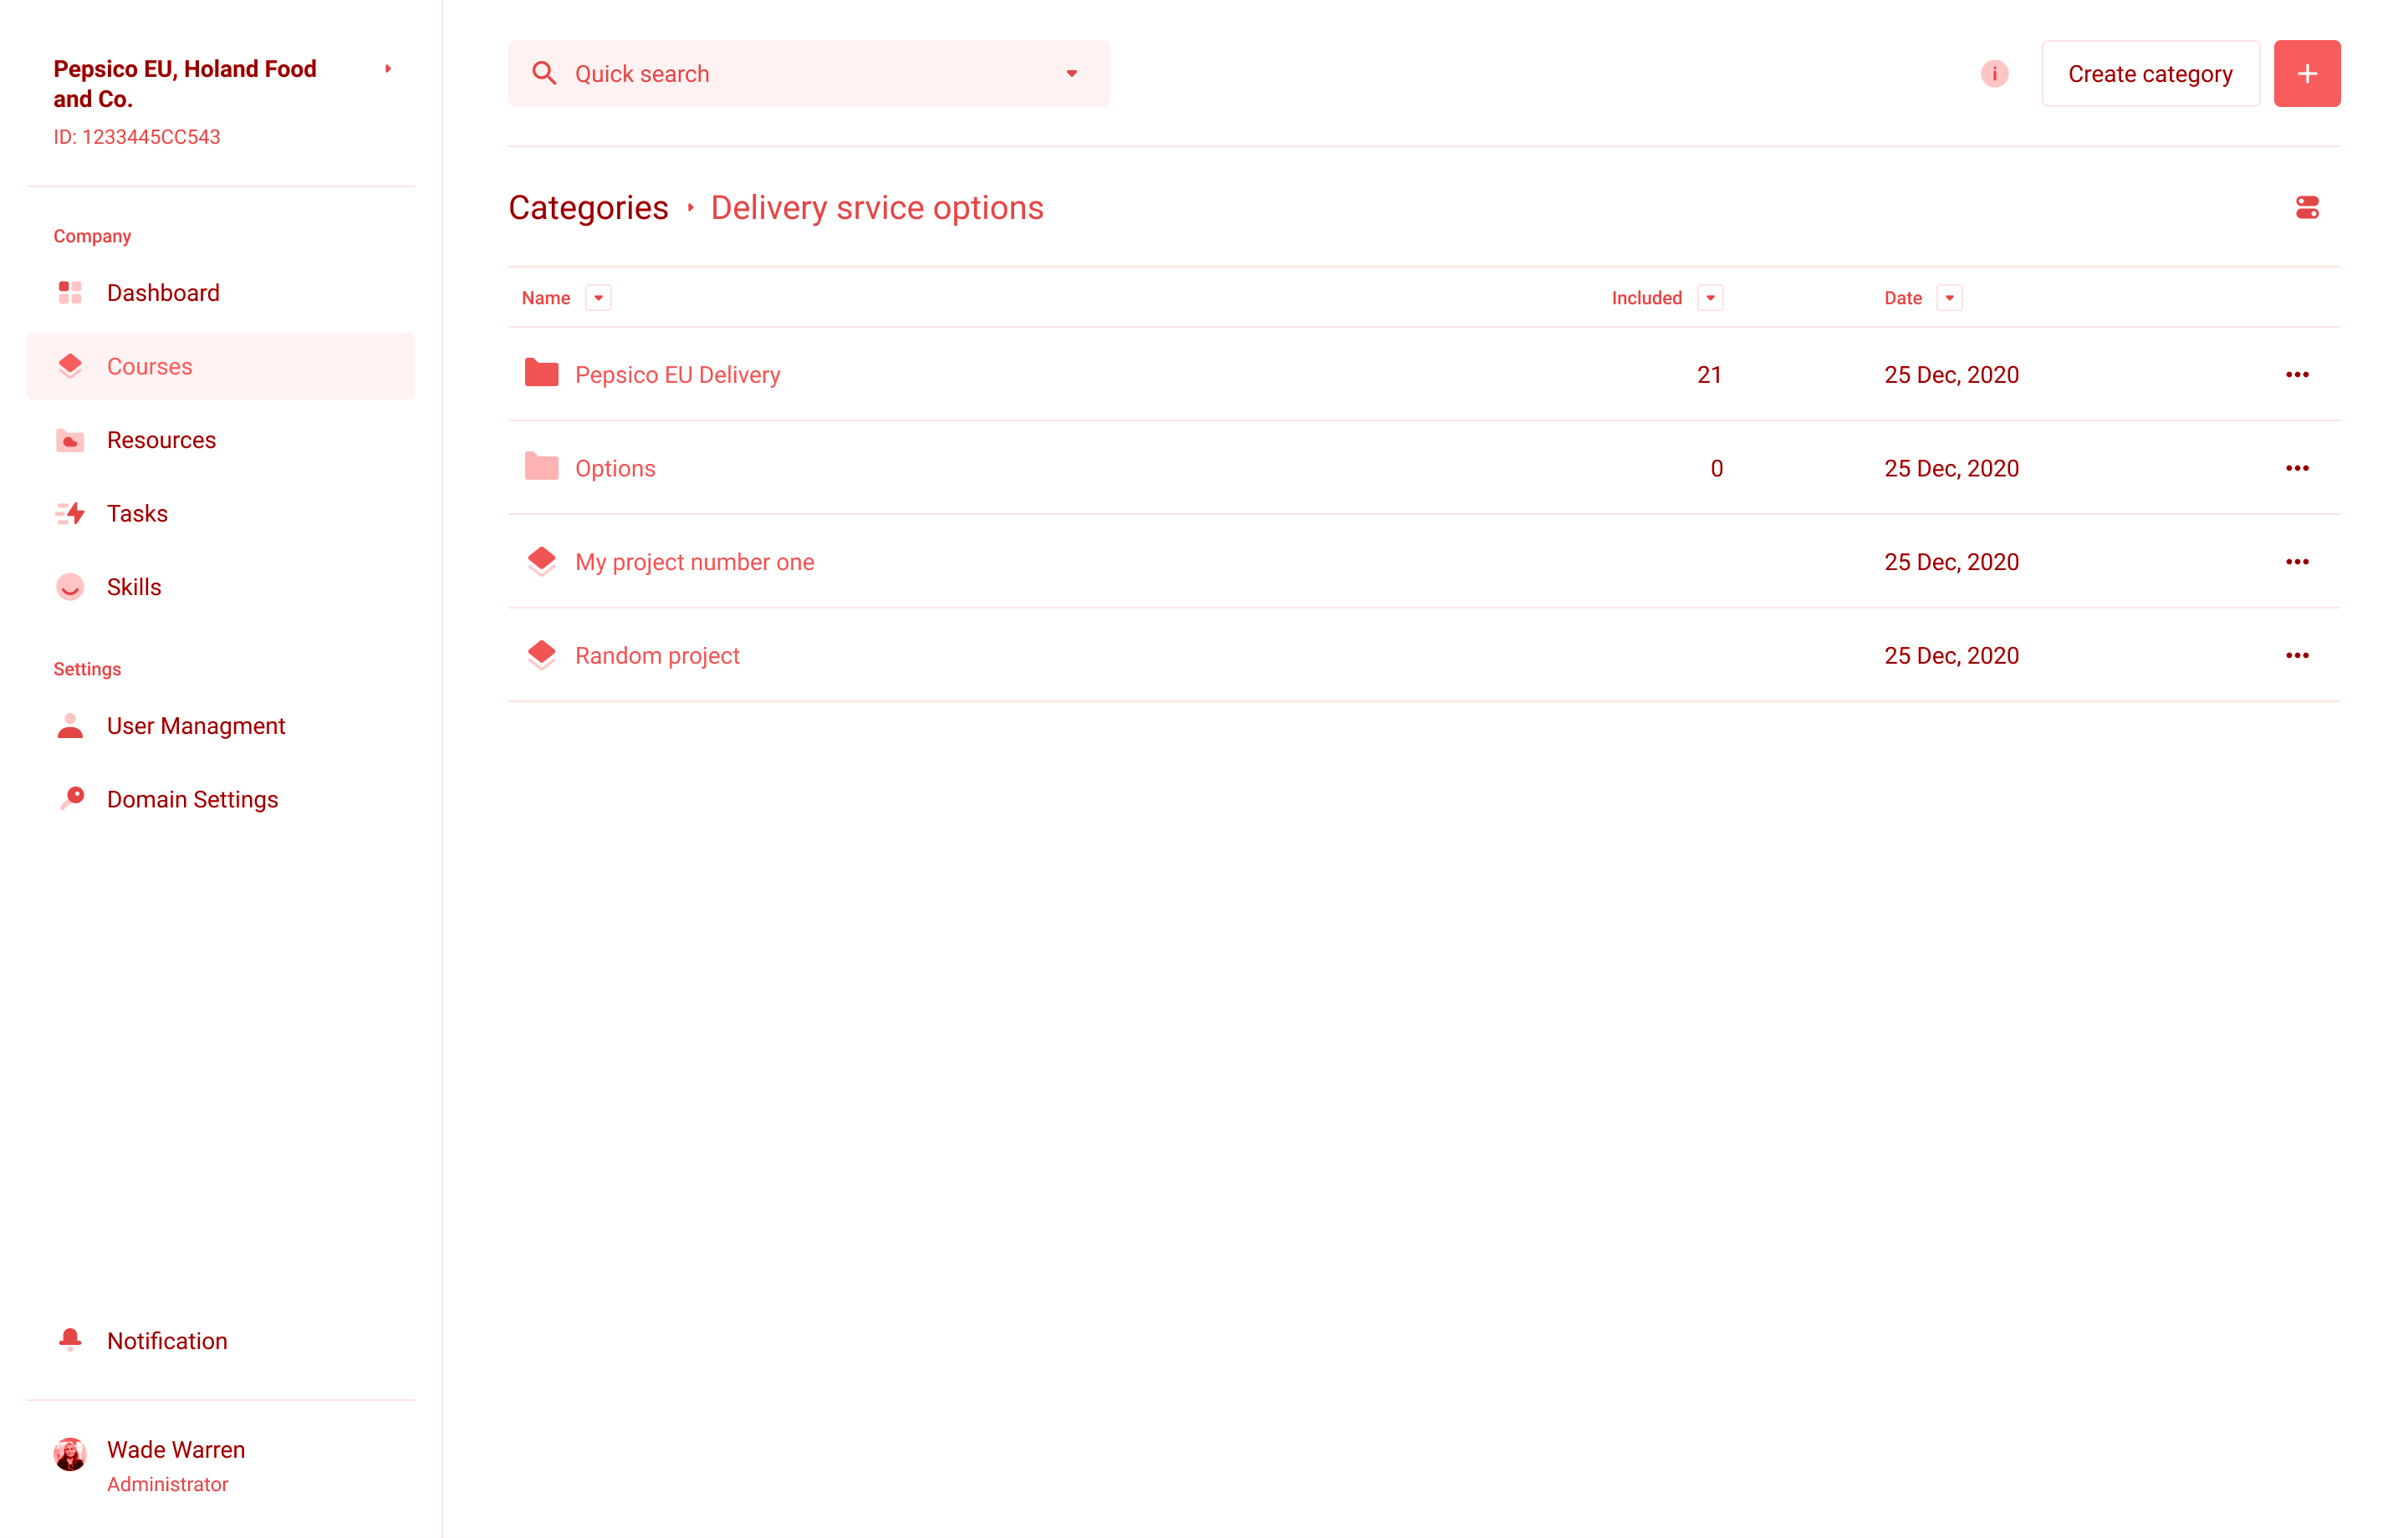 Pepsico EU, Holand Food
and Co.
ID: 1233445CC543
Company
Dashboard
Courses
Resources
Tasks
Skills
Settings
User Managment
Domain Settings
Notification
Wade Warren
Administrator
Quick search
Create category
Categories Delivery srvice options
Name Included Date
Pepsico EU Delivery 21 25 Dec, 2020
Options 0 25 Dec, 2020
My project number one 25 Dec, 2020
Random project 25 Dec, 2020